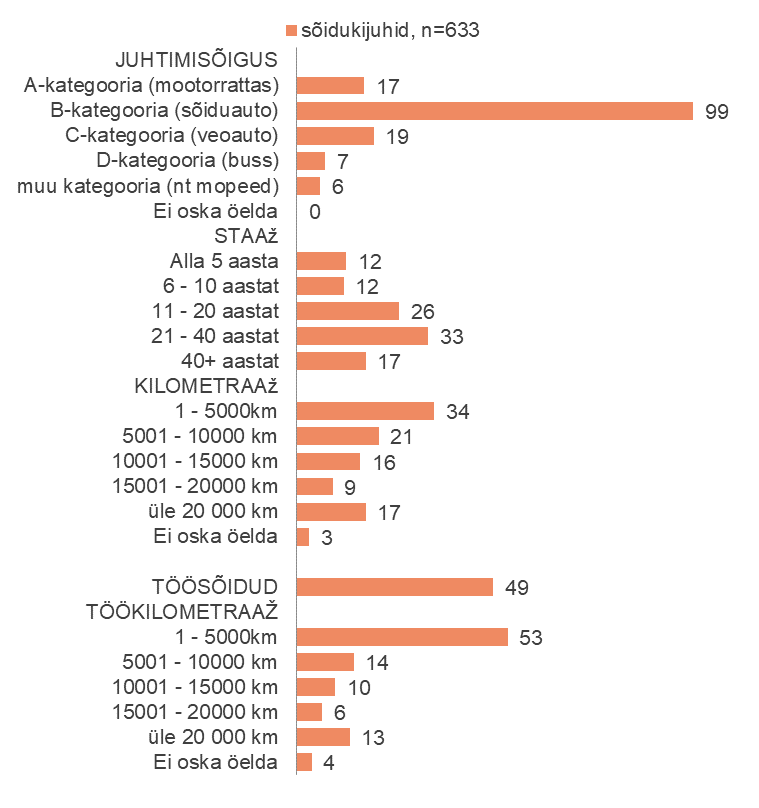 sõidukijuhid, n=633
JUHTIMISÕIGUS
A-kategooria (mootorrattas) 17
B-kategooria (sõiduauto) 99
C-kategooria (veoauto) 19
D-kategooria (buss) 7
muu kategooria (nt mopeed) 6
Ei oska öelda 0
STAAž
Alla 5 aasta 12
6 - 10 aastat 12
11 - 20 aastat 26
21 - 40 aastat 33
40+ aastat 17
KILOMETRAAž
1 - 5000km 34
5001 - 10000 km 21
10001 - 15000 km 16
15001 - 20000 km 9
üle 20 000 km 17
Ei oska öelda 3
TÖÖSÕIDUD 49
TÖÖKILOMETRAAŽ
1 - 5000km 53
5001 - 10000 km 14
10001 - 15000 km 10
15001 - 20000 km 6
üle 20 000 km 13
Ei oska öelda 4